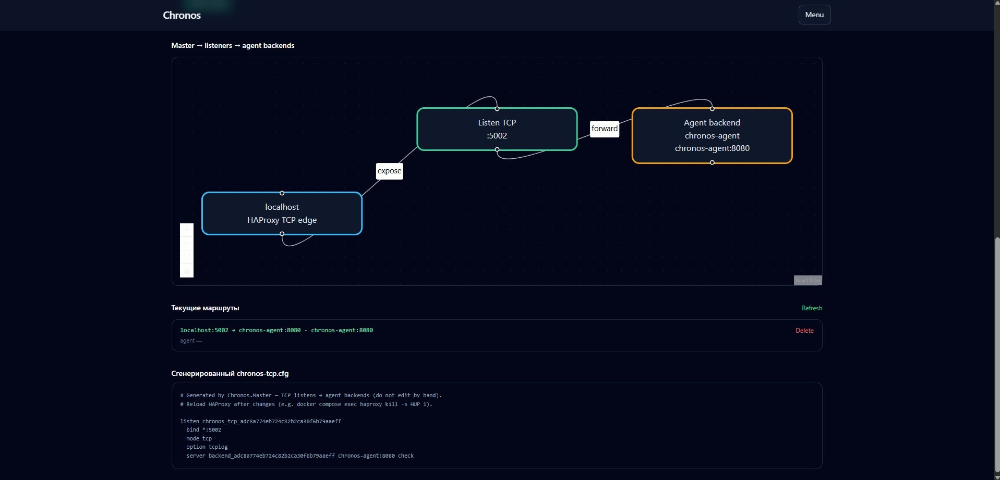 Chronos
Menu
Master → listeners → agent backends
Listen TCP
:5002
forward
Agent backend
chronos-agent
chronos-agent:8080
expose
localhost
HAProxy TCP edge
React Flow
Текущие маршруты
Refresh
localhost:5002 → chronos-agent:8080 · chronos-agent:8080
Delete
agent —
Сгенерированный chronos-tcp.cfg
# Generated by Chronos.Master — TCP listens → agent backends (do not edit by hand).
# Reload HAProxy after changes (e.g. docker compose exec haproxy kill -s HUP 1).
listen chronos_tcp_adc8a774eb724c82b2ca30f6b79aaeff
bind *:5002
mode tcp
option tcplog
server backend_adc8a774eb724c82b2ca30f6b79aaeff chronos-agent:8080 check